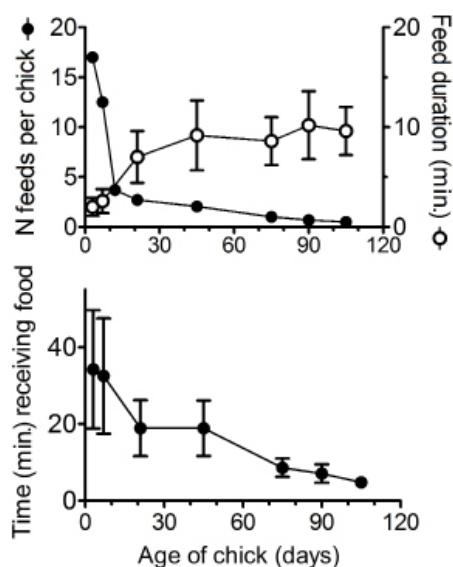 N feeds per chick
20
15
10
5
0
0 30 60 90 120
20
10
0
Feed duration (min.)
Time (min.) receiving food
40
20
0
0 30 60 90 120
Age of chick (days)